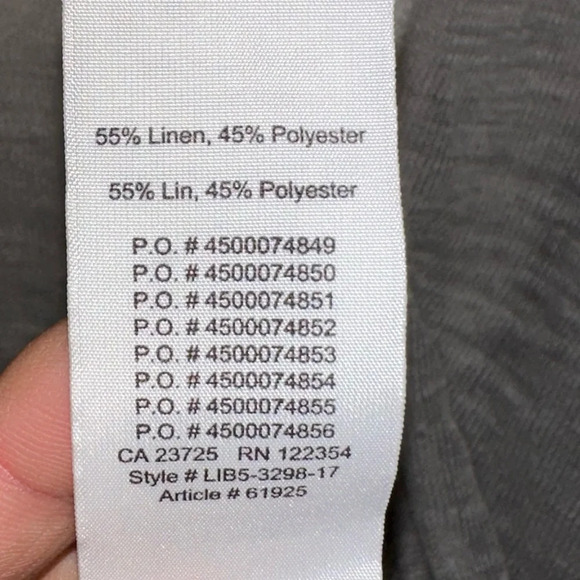 55% Linen, 45% Polyester
55% Lin, 45% Polyester
P.O. # 4500074849
P.O. # 4500074850
P.O. # 4500074851
P.O. # 4500074852
P.O. # 4500074853
P.O. # 4500074854
P.O. # 4500074855
P.O. # 4500074856
CA 23725 RN 122354
Style # LIB5-3298-17
Article # 61925